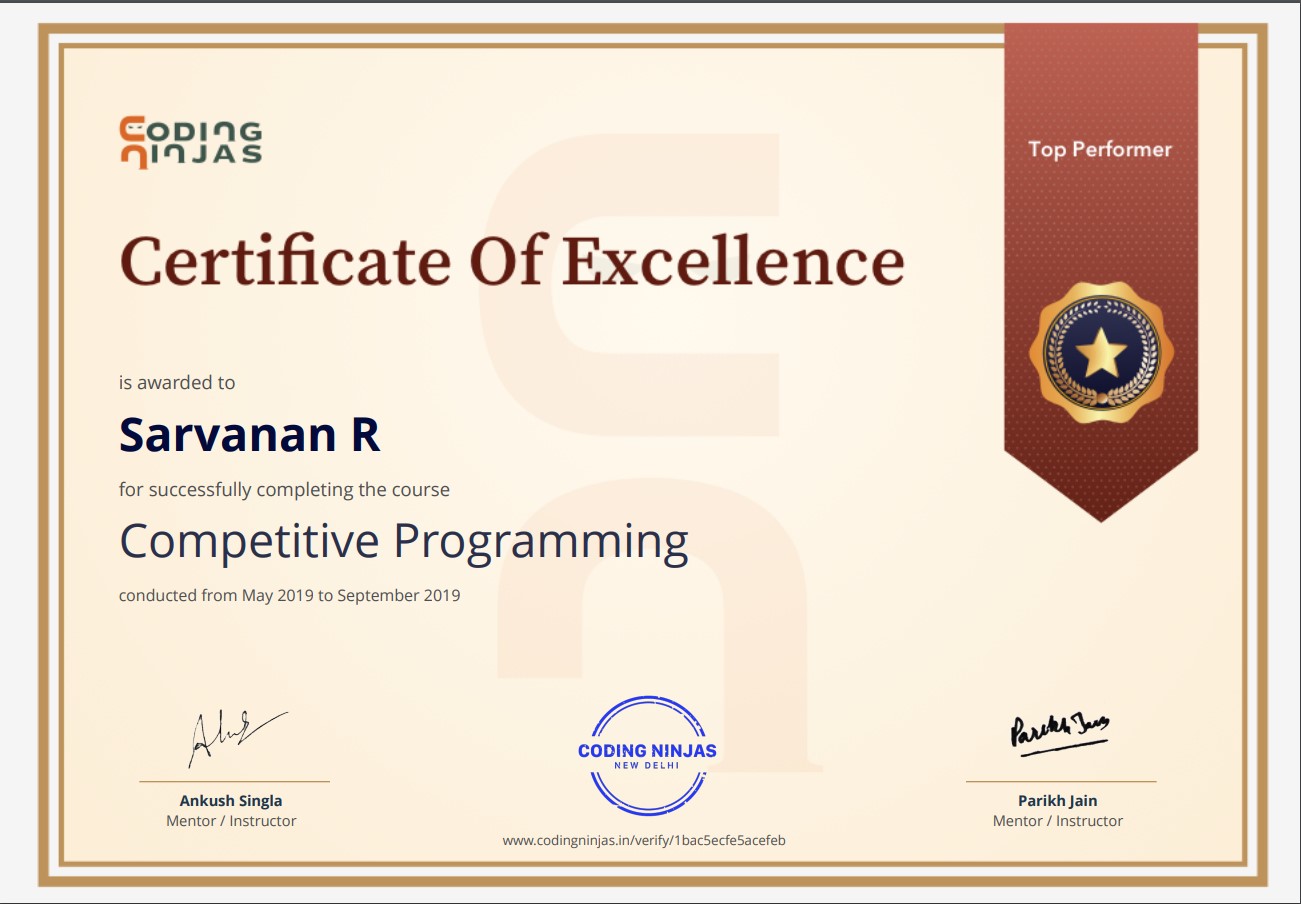 CODING
NINJAS
Top Performer
Certificate Of Excellence
is awarded to
Sarvanan R
for successfully completing the course
Competitive Programming
conducted from May 2019 to September 2019
Parikh Jain
CODING NINJAS
NEW DELHI
Ankush Singla
Mentor / Instructor
Parikh Jain
Mentor / Instructor
www.codingninjas.in/verify/1bac5ecfe5acefeb